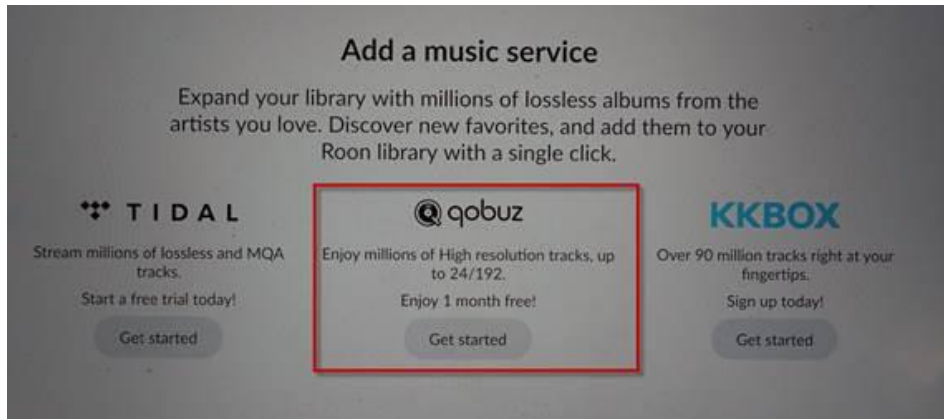 Add a music service
Expand your library with millions of lossless albums from the
artists you love. Discover new favorites, and add them to your
Roon library with a single click.
TIDAL
Stream millions of lossless and MQA
tracks.
Start a free trial today!
Get started
qobuz
Enjoy millions of High resolution tracks, up
to 24/192.
Enjoy 1 month free!
Get started
KKBOX
Over 90 million tracks right at your
fingertips.
Sign up today!
Get started